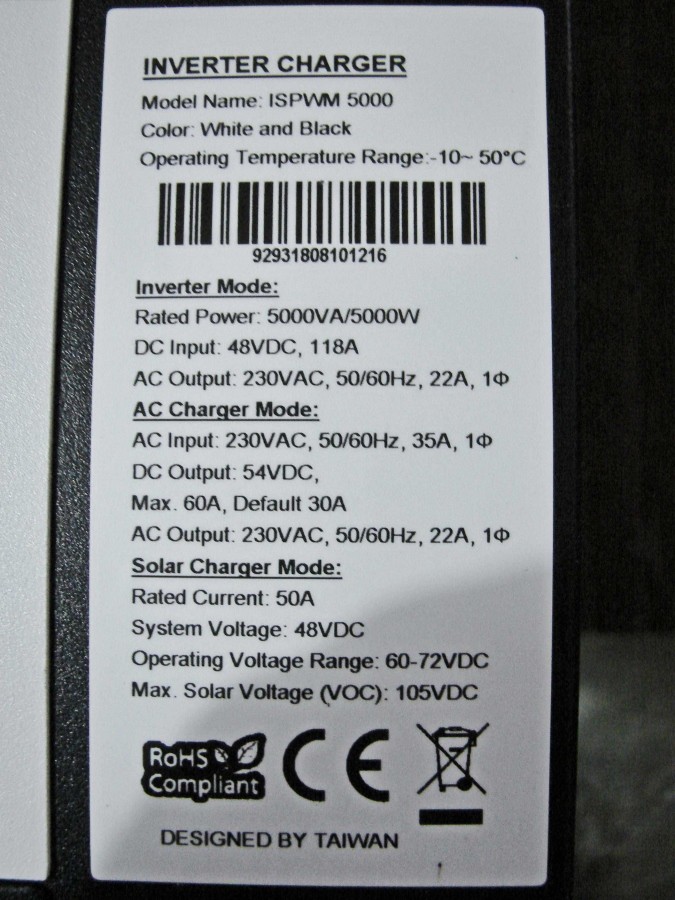 INVERTER CHARGER
Model Name: ISPWM 5000
Color: White and Black
Operating Temperature Range:-10~ 50°C
92931808101216
Inverter Mode:
Rated Power: 5000VA/5000W
DC Input: 48VDC, 118A
AC Output: 230VAC, 50/60Hz, 22A, 1Φ
AC Charger Mode:
AC Input: 230VAC, 50/60Hz, 35A, 1Φ
DC Output: 54VDC,
Max. 60A, Default 30A
AC Output: 230VAC, 50/60Hz, 22A, 1Φ
Solar Charger Mode:
Rated Current: 50A
System Voltage: 48VDC
Operating Voltage Range: 60-72VDC
Max. Solar Voltage (VOC): 105VDC
RoHS
Compliant
CE
DESIGNED BY TAIWAN